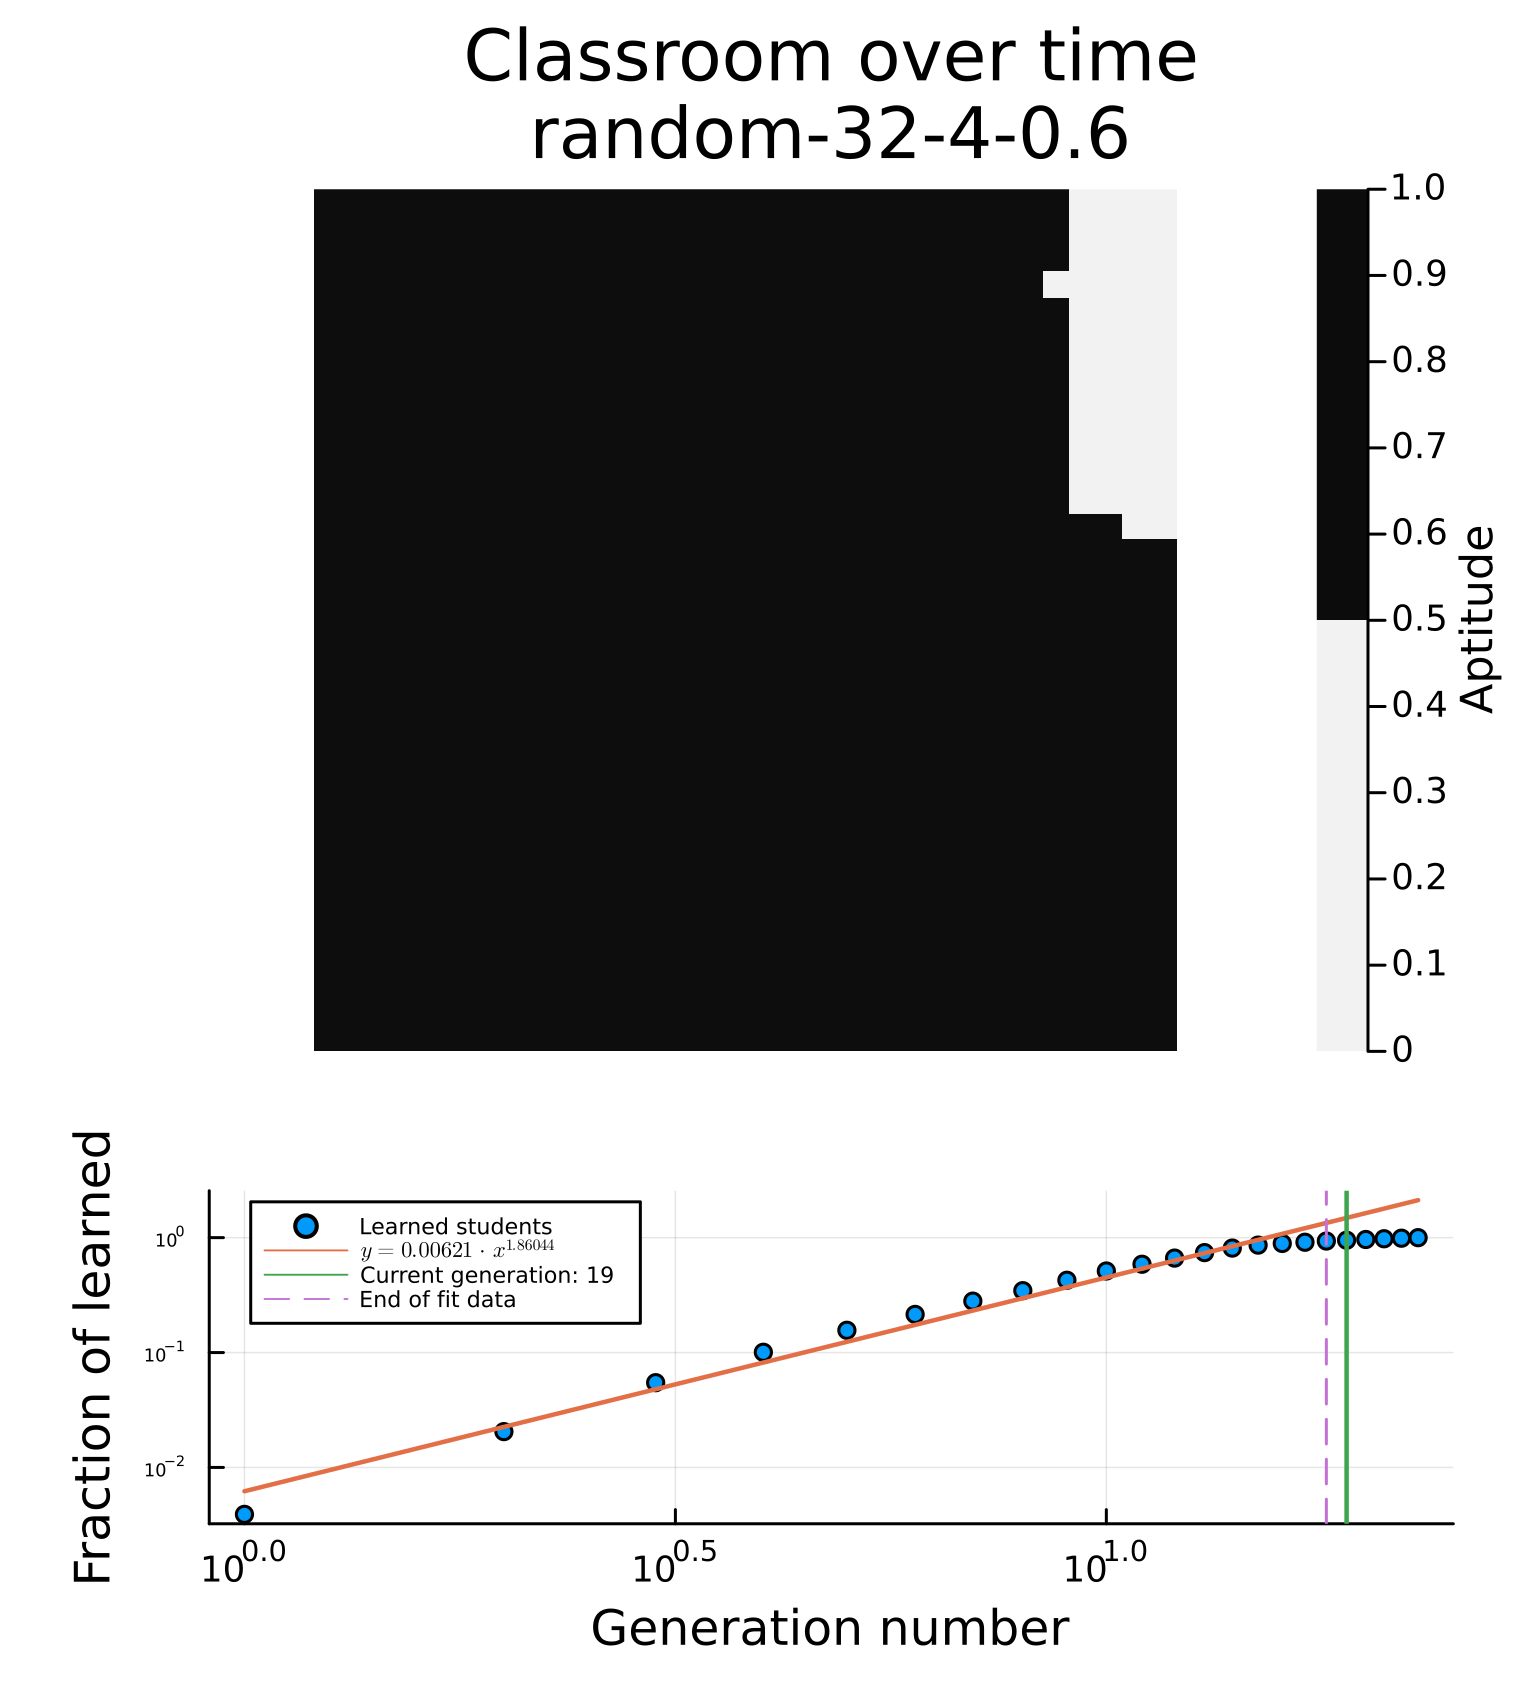 Classroom over time
random-32-4-0.6
1.0
0.9
0.8
0.7
0.6
0.5
0.4
0.3
0.2
0.1
0
Aptitude
Fraction of learned
10⁰
10⁻¹
10⁻²
Learned students
y = 0.00621 · x^1.86044
Current generation: 19
End of fit data
10^0.0
10^0.5
10^1.0
Generation number